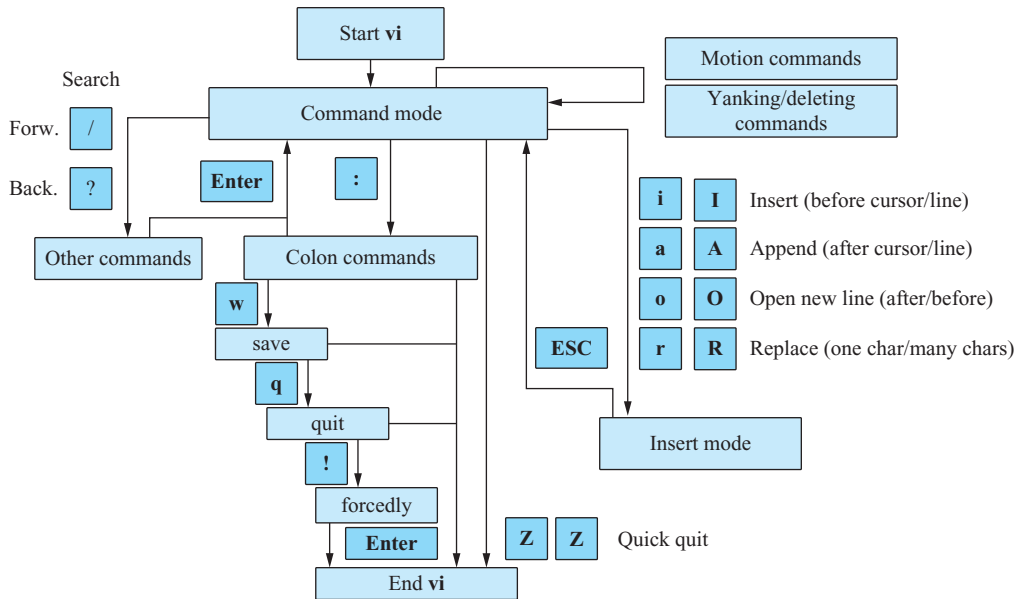 Start vi
Motion commands
Search
Command mode
Yanking/deleting
commands
Forw. /
Back. ?
Enter
:
i I Insert (before cursor/line)
Other commands
Colon commands
a A Append (after cursor/line)
w
o O Open new line (after/before)
save
ESC
r R Replace (one char/many chars)
q
quit
Insert mode
!
forcedly
Enter
Z Z Quick quit
End vi